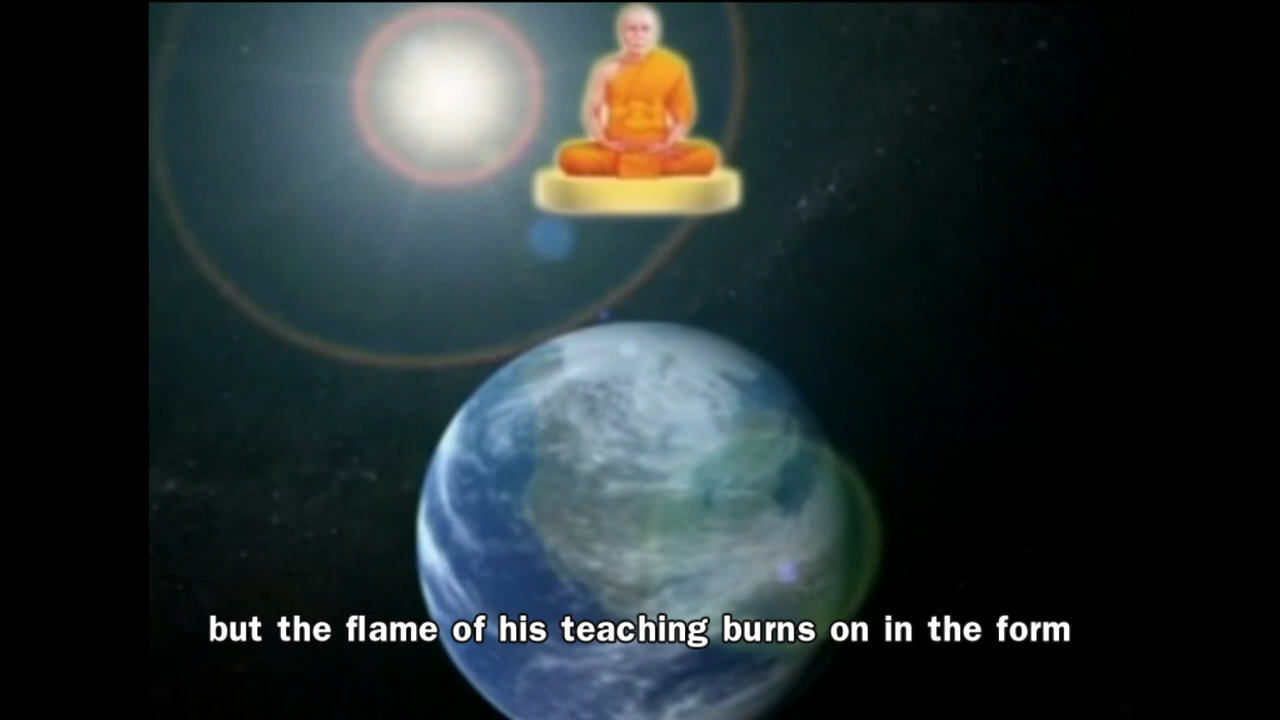 but the flame of his teaching burns on in the form